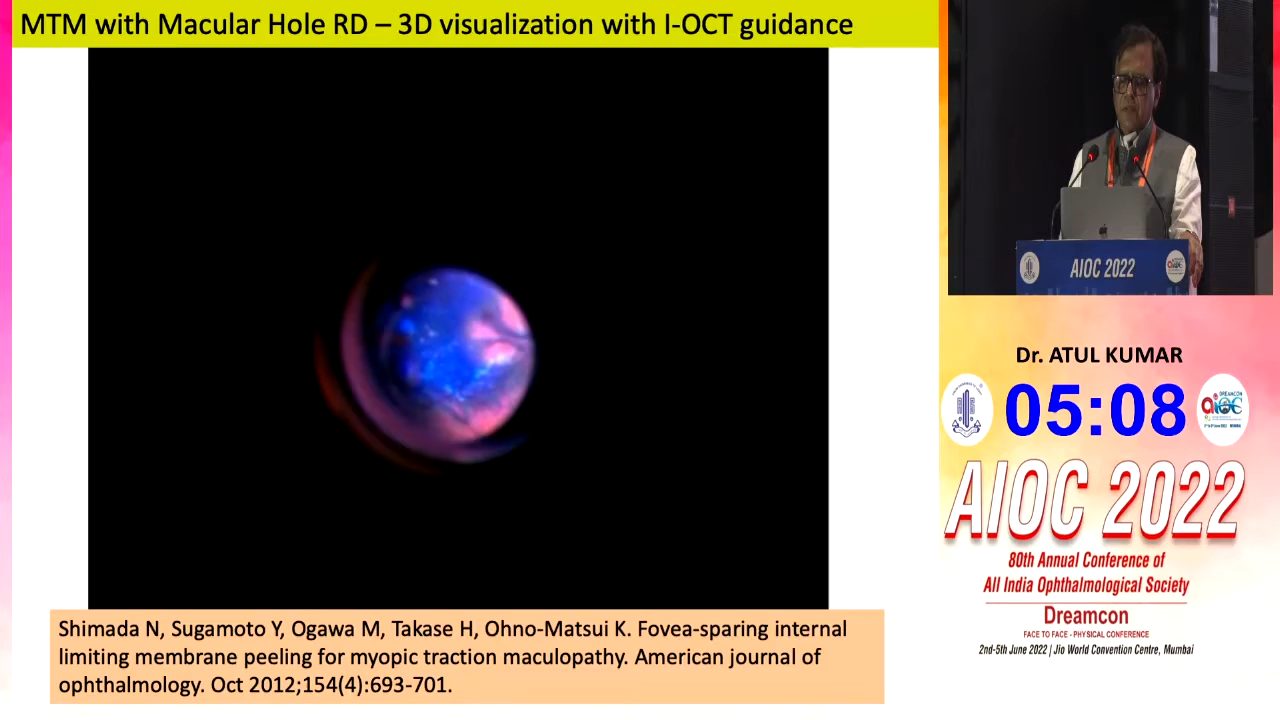 MTM with Macular Hole RD – 3D visualization with I-OCT guidance
Shimada N, Sugamoto Y, Ogawa M, Takase H, Ohno-Matsui K. Fovea-sparing internal
limiting membrane peeling for myopic traction maculopathy. American journal of
ophthalmology. Oct 2012;154(4):693-701.
AIOC 2022
Dr. ATUL KUMAR
05:08
DREAMCON
aioc
AIOC 2022
80th Annual Conference of
All India Ophthalmological Society
Dreamcon
FACE TO FACE - PHYSICAL CONFERENCE
2nd-5th June 2022 | Jio World Convention Centre, Mumbai